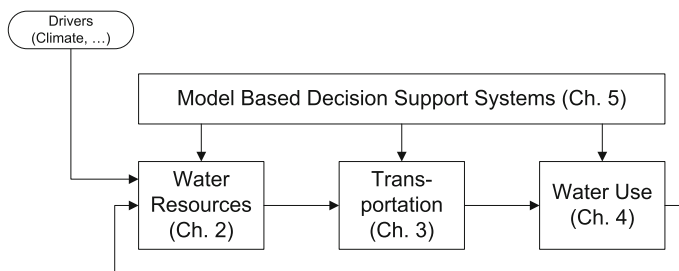 Drivers
(Climate, …)
Model Based Decision Support Systems (Ch. 5)
Water
Resources
(Ch. 2)
Trans-
portation
(Ch. 3)
Water Use
(Ch. 4)